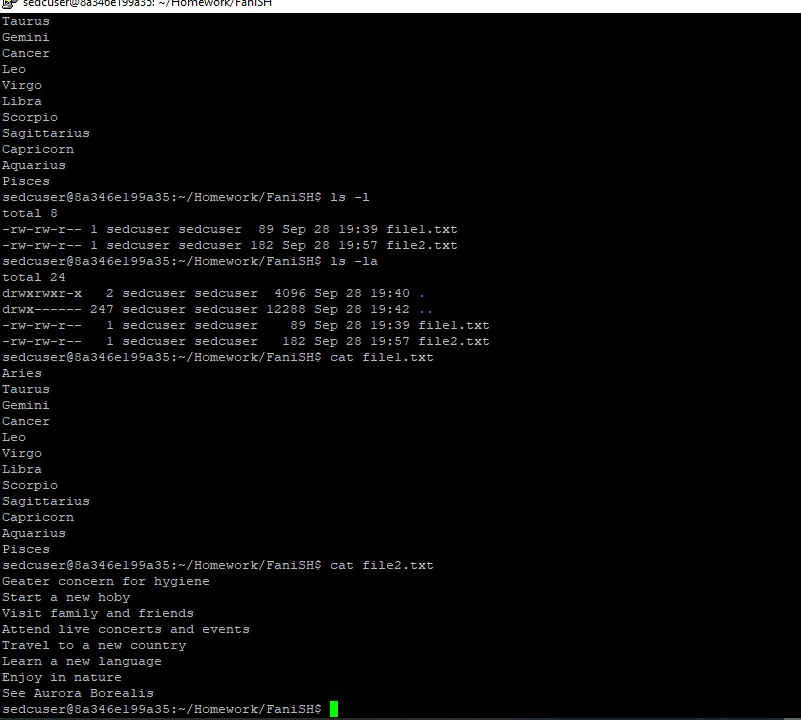 sedcuser@8a346e199a35: ~/Homework/FaniSH
Taurus
Gemini
Cancer
Leo
Virgo
Libra
Scorpio
Sagittarius
Capricorn
Aquarius
Pisces
sedcuser@8a346e199a35:~/Homework/FaniSH$ ls -l
total 8
-rw-rw-r-- 1 sedcuser sedcuser  89 Sep 28 19:39 file1.txt
-rw-rw-r-- 1 sedcuser sedcuser 182 Sep 28 19:57 file2.txt
sedcuser@8a346e199a35:~/Homework/FaniSH$ ls -la
total 24
drwxrwxr-x   2 sedcuser sedcuser  4096 Sep 28 19:40 .
drwx------ 247 sedcuser sedcuser 12288 Sep 28 19:42 ..
-rw-rw-r--   1 sedcuser sedcuser    89 Sep 28 19:39 file1.txt
-rw-rw-r--   1 sedcuser sedcuser   182 Sep 28 19:57 file2.txt
sedcuser@8a346e199a35:~/Homework/FaniSH$ cat file1.txt
Aries
Taurus
Gemini
Cancer
Leo
Virgo
Libra
Scorpio
Sagittarius
Capricorn
Aquarius
Pisces
sedcuser@8a346e199a35:~/Homework/FaniSH$ cat file2.txt
Geater concern for hygiene
Start a new hoby
Visit family and friends
Attend live concerts and events
Travel to a new country
Learn a new language
Enjoy in nature
See Aurora Borealis
sedcuser@8a346e199a35:~/Homework/FaniSH$